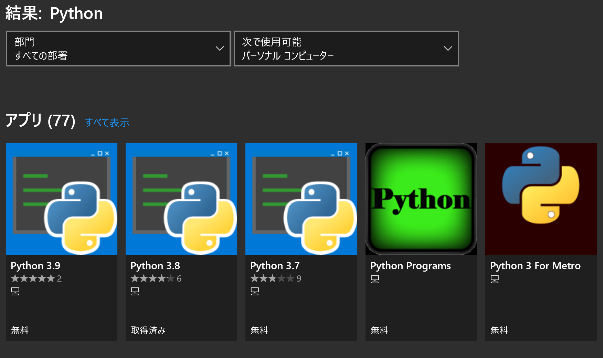 結果: Python
部門
すべての部署
次で使用可能
パーソナル コンピューター
アプリ (77) すべて表示
Python
Python 3.9
2
無料
Python 3.8
6
取得済み
Python 3.7
9
無料
Python Programs
無料
Python 3 For Metro
無料